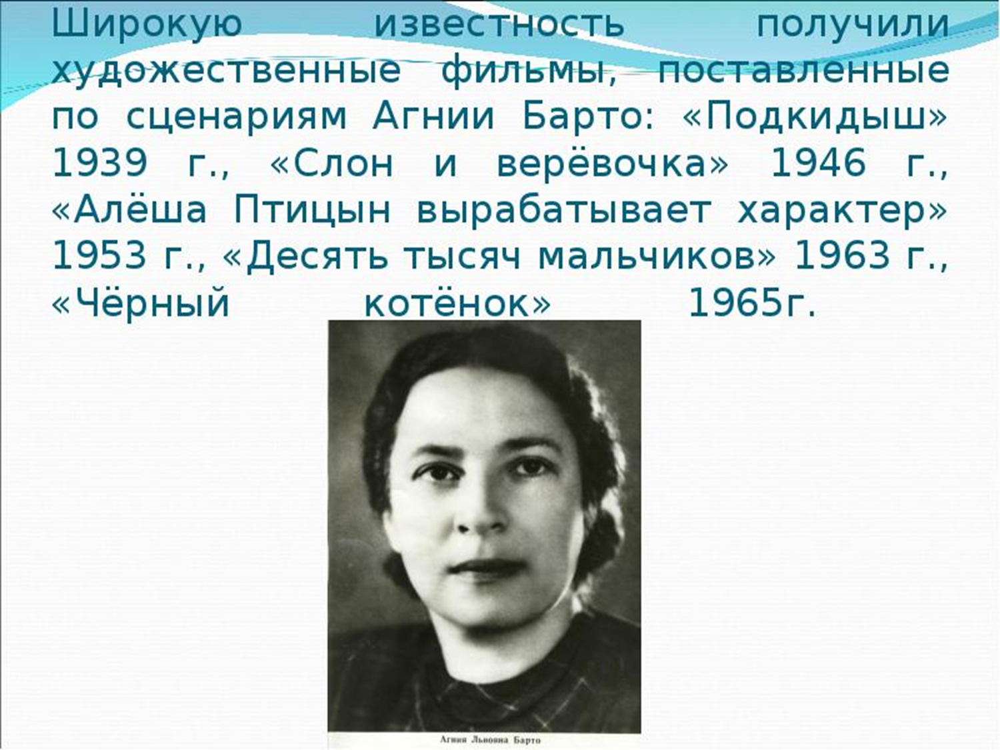 Широкую известность получили
художественные фильмы, поставленные
по сценариям Агнии Барто: «Подкидыш»
1939 г., «Слон и верёвочка» 1946 г.,
«Алёша Птицын вырабатывает характер»
1953 г., «Десять тысяч мальчиков» 1963 г.,
«Чёрный котёнок» 1965г.
Агния Львовна Барто